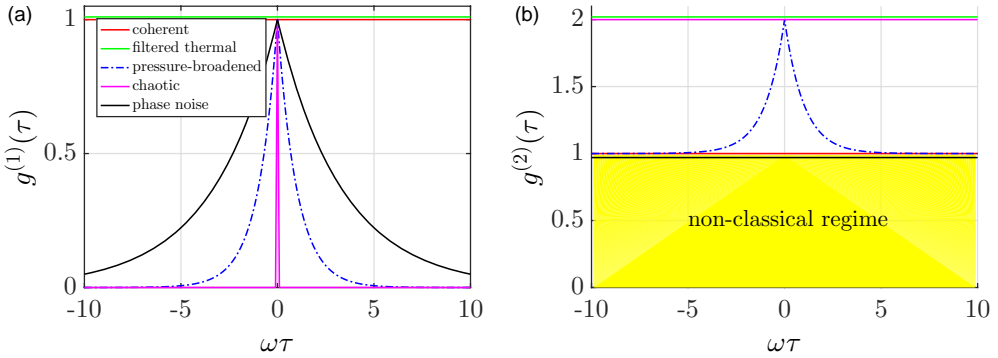 (a)
g^{(1)}(τ)
1
0.5
0
coherent
filtered thermal
pressure-broadened
chaotic
phase noise
-10 -5 0 5 10
ωτ
(b)
g^{(2)}(τ)
2
1.5
1
0.5
0
non-classical regime
-10 -5 0 5 10
ωτ